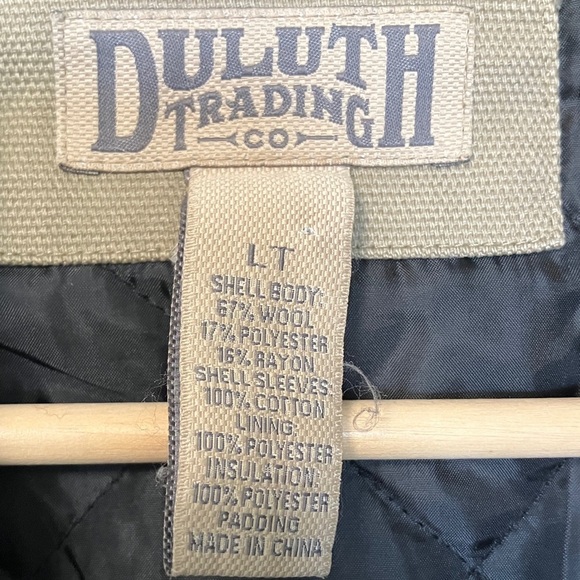 DULUTH
TRADING
CO
LT
SHELL BODY:
67% WOOL
17% POLYESTER
16% RAYON
SHELL SLEEVES:
100% COTTON
LINING:
100% POLYESTER
INSULATION:
100% POLYESTER
PADDING
MADE IN CHINA